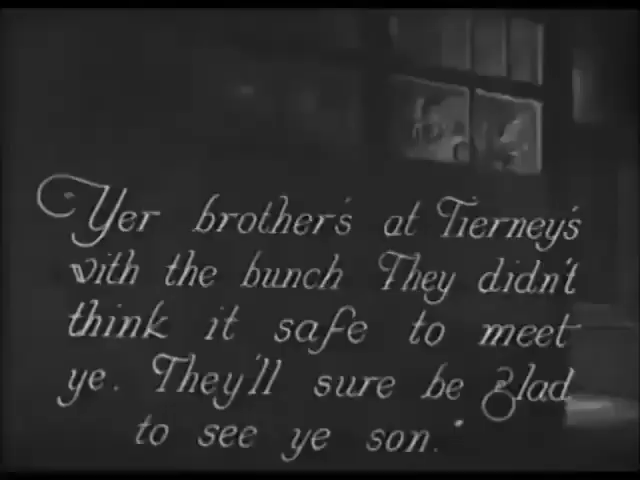 Yer brother's at Tierney's
with the bunch They didn't
think it safe to meet
ye. They'll sure be glad
to see ye son."